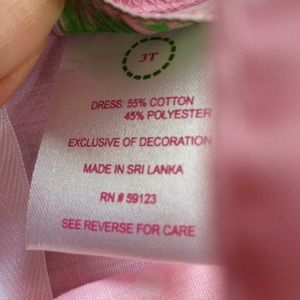 3T
DRESS: 55% COTTON
45% POLYESTER
EXCLUSIVE OF DECORATION
MADE IN SRI LANKA
RN # 59123
SEE REVERSE FOR CARE